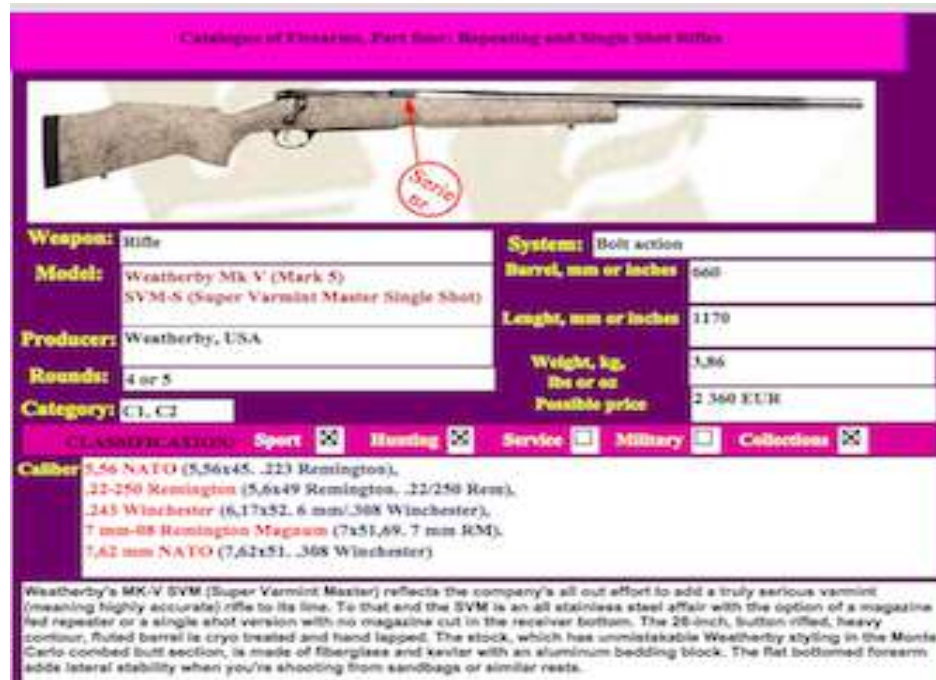 Catalogue of Firearms, Part four: Repeating and Single Shot Rifles
Serie
nr
Weapon: Rifle
System: Bolt action
Model: Weatherby Mk V (Mark 5)
SVM-S (Super Varmint Master Single Shot)
Barrel, mm or inches 660
Lenght, mm or inches 1170
Producer: Weatherby, USA
Weight, kg, lbs or oz 3,86
Rounds: 4 or 5
Possible price 2 360 EUR
Category: C1, C2
CLASSIFICATION: Sport Hunting Service Military Collections
Caliber 5,56 NATO (5,56x45. .223 Remington),
.22-250 Remington (5,6x49 Remington. .22/250 Rem),
.243 Winchester (6,17x52. 6 mm/.308 Winchester),
7 mm-08 Remington Magnum (7x51,69. 7 mm RM).
7,62 mm NATO (7,62x51. .308 Winchester)
Weatherby's MK-V SVM (Super Varmint Master) reflects the company's all out effort to add a truly serious varmint
(meaning highly accurate) rifle to its line. To that end the SVM is an all stainless steel affair with the option of a magazine
fed repeater or a single shot version with no magazine cut in the receiver bottom. The 26-inch, button rifled, heavy
contour, fluted barrel is cryo treated and hand lapped. The stock, which has unmistakable Weatherby styling in the Monte
Carlo combed butt section, is made of fiberglass and kevlar with an aluminum bedding block. The flat bottomed forearm
adds lateral stability when you're shooting from sandbags or similar rests.